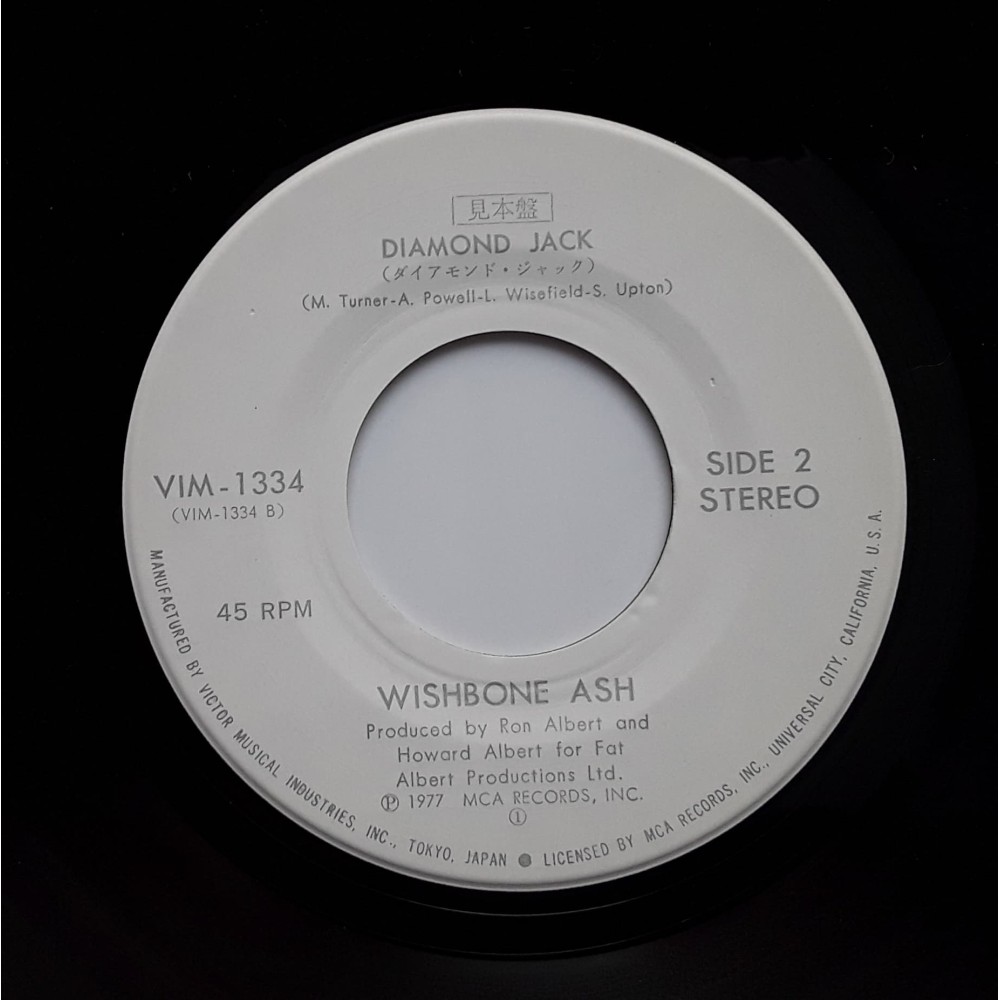 見本盤
DIAMOND JACK
(ダイアモンド・ジャック)
(M. Turner-A. Powell-L. Wisefield-S. Upton)
VIM-1334
(VIM-1334 B)
SIDE 2
STEREO
45 RPM
WISHBONE ASH
Produced by Ron Albert and
Howard Albert for Fat
Albert Productions Ltd.
Ⓟ 1977 MCA RECORDS, INC.
①
MANUFACTURED BY VICTOR MUSICAL INDUSTRIES, INC., TOKYO, JAPAN ● LICENSED BY MCA RECORDS, INC., UNIVERSAL CITY, CALIFORNIA, U.S.A.